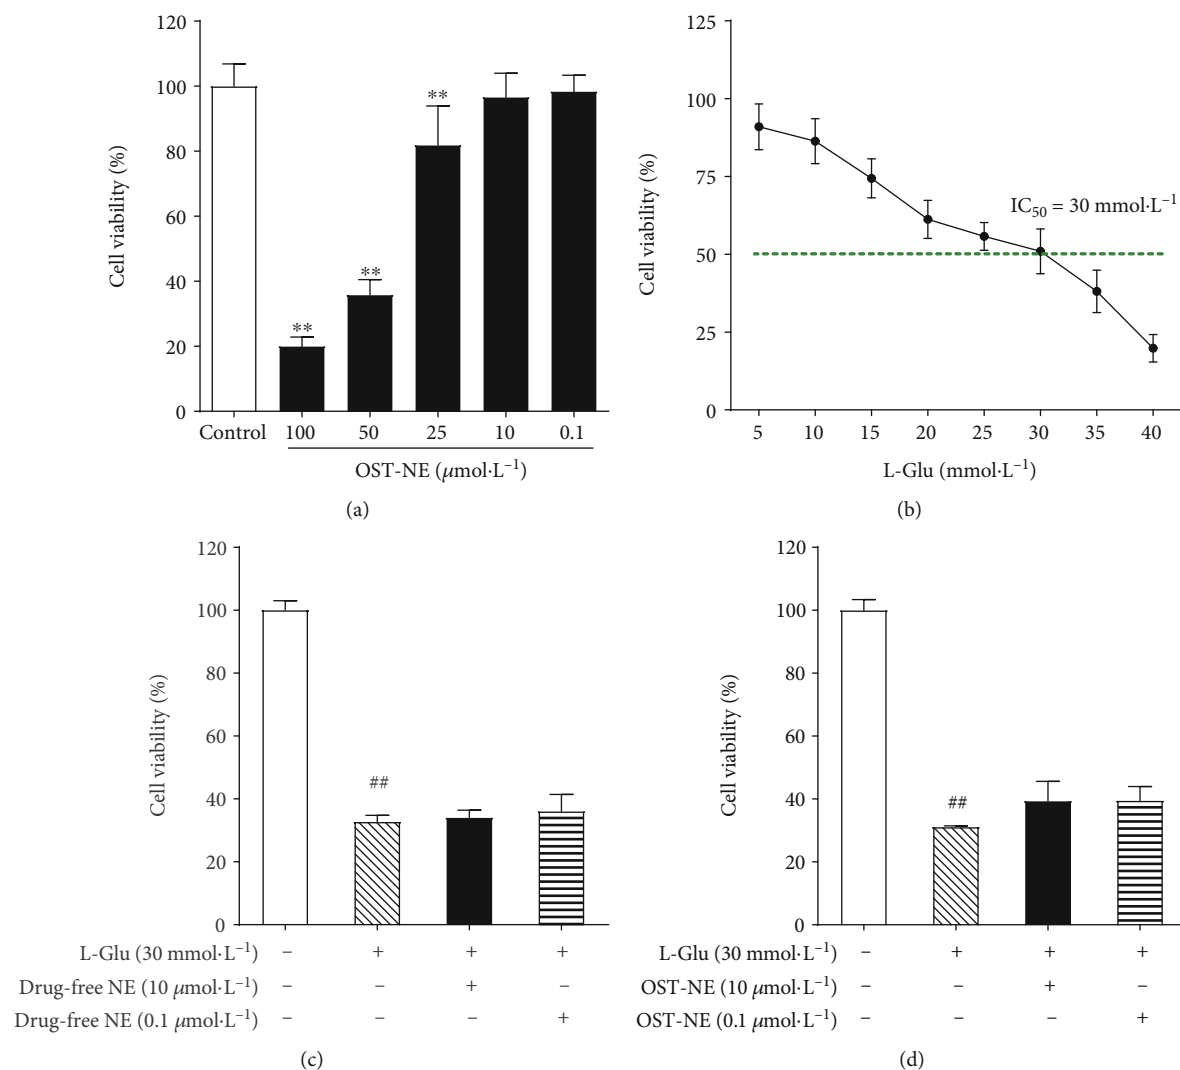 120
100
80
60
40
20
0
Cell viability (%)
**
**
**
Control 100 50 25 10 0.1
OST-NE (μmol·L⁻¹)
(a)
125
100
75
50
25
0
Cell viability (%)
IC₅₀ = 30 mmol·L⁻¹
5 10 15 20 25 30 35 40
L-Glu (mmol·L⁻¹)
(b)
120
100
80
60
40
20
0
Cell viability (%)
##
L-Glu (30 mmol·L⁻¹) − + + +
Drug-free NE (10 μmol·L⁻¹) − − + −
Drug-free NE (0.1 μmol·L⁻¹) − − − +
(c)
120
100
80
60
40
20
0
Cell viability (%)
##
L-Glu (30 mmol·L⁻¹) − + + +
OST-NE (10 μmol·L⁻¹) − − + −
OST-NE (0.1 μmol·L⁻¹) − − − +
(d)